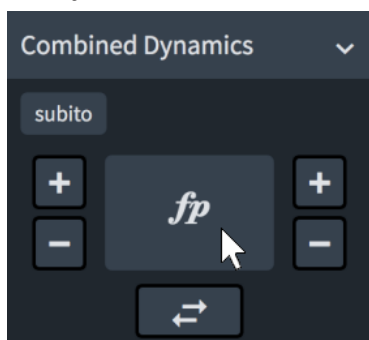 Combined Dynamics
subito
+ fp +
- -